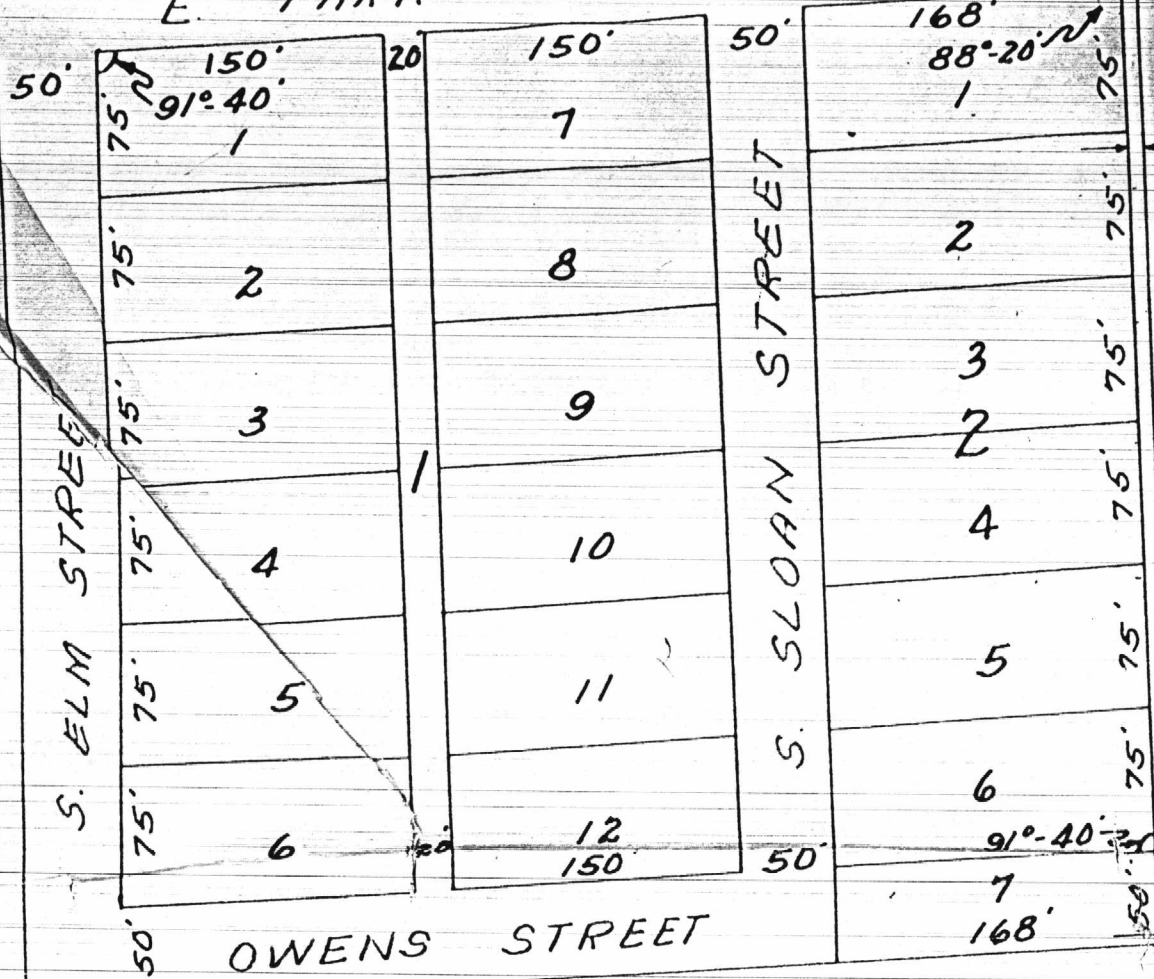 E.
50' 150' 20' 150' 50' 168'
91°-40' 88°-20'
75' 1 7 1 75'
75' 2 8 2 75'
75' 3 9 3 75'
1 2
75' 4 10 4 75'
75' 5 11 5 75'
75' 6 20' 12 6 75'
150' 50' 91°-40'
7
168' 50'
50'
S. ELM STREE
S. SLOAN STREET
OWENS STREET